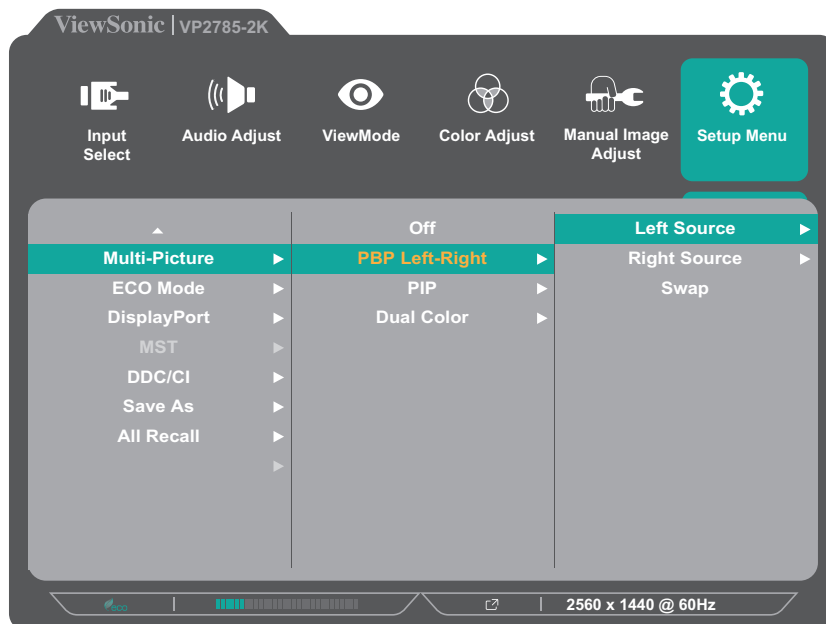 ViewSonic | VP2785-2K
Input Select
Audio Adjust
ViewMode
Color Adjust
Manual Image Adjust
Setup Menu
Multi-Picture
ECO Mode
DisplayPort
MST
DDC/CI
Save As
All Recall
Off
PBP Left-Right
PIP
Dual Color
Left Source
Right Source
Swap
eco
2560 x 1440 @ 60Hz